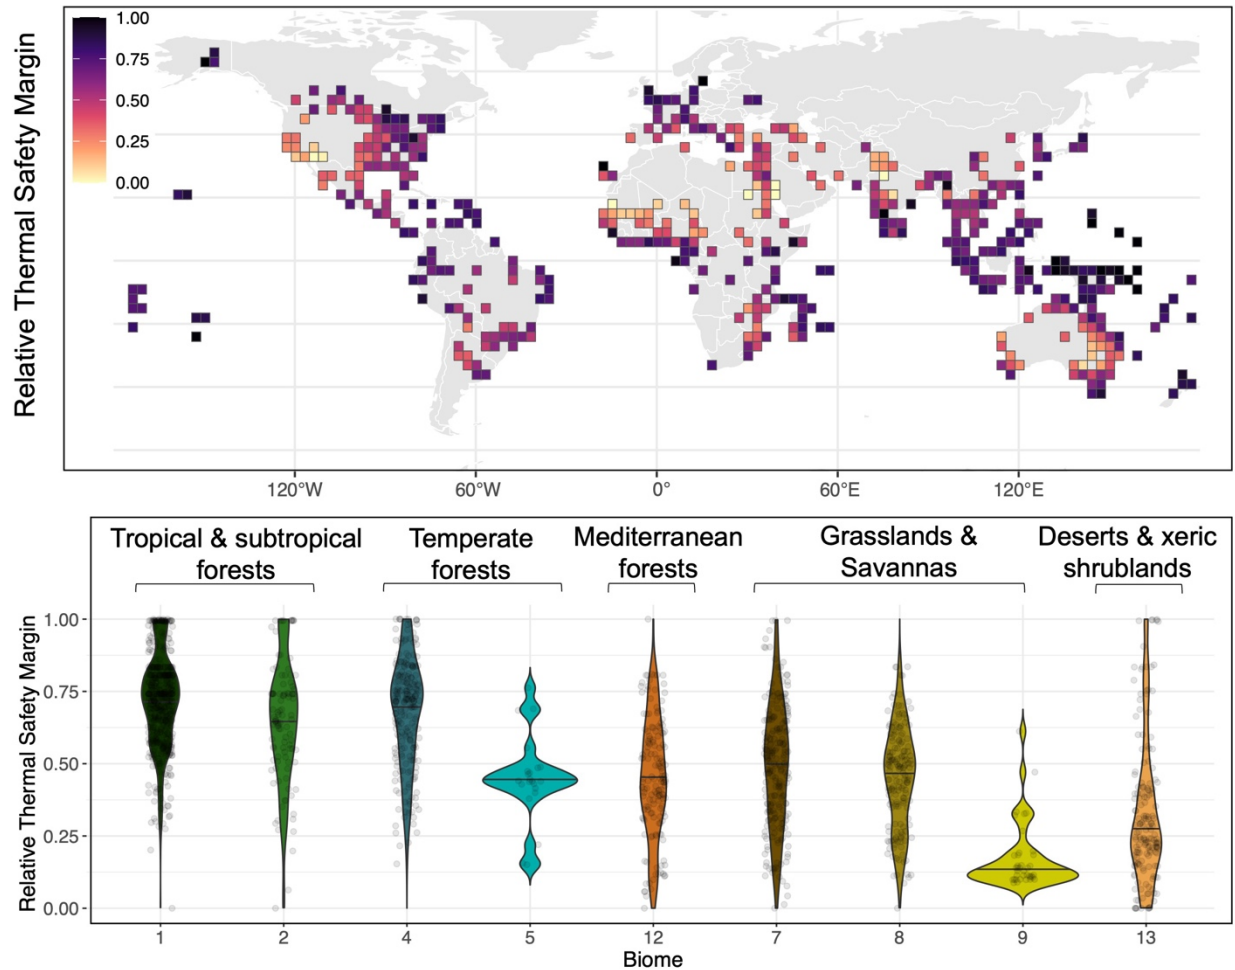 Relative Thermal Safety Margin
1.00
0.75
0.50
0.25
0.00
120°W 60°W 0° 60°E 120°E
Tropical & subtropical
forests
Temperate
forests
Mediterranean
forests
Grasslands &
Savannas
Deserts & xeric
shrublands
Relative Thermal Safety Margin
1.00
0.75
0.50
0.25
0.00
1 2 4 5 12 7 8 9 13
Biome